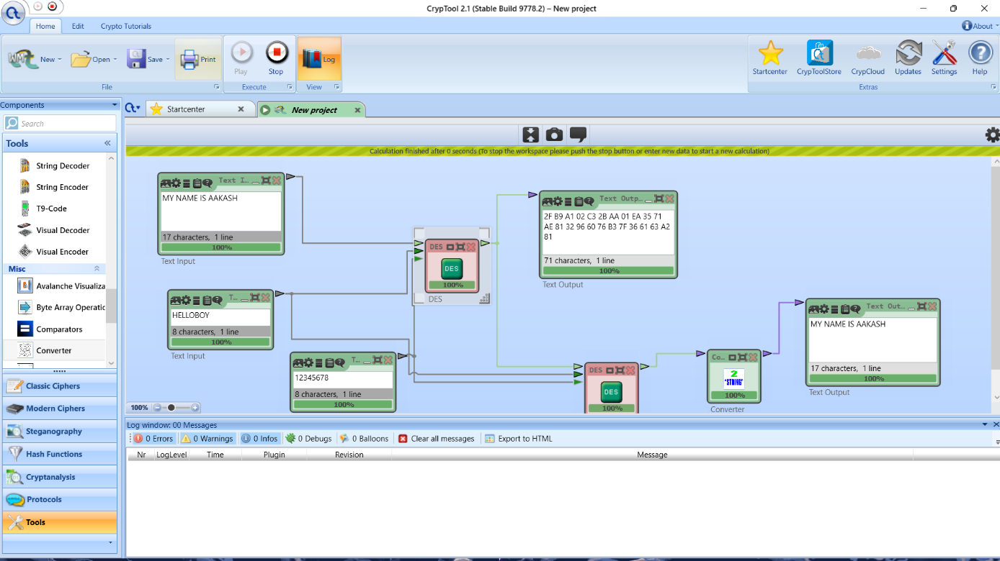 CrypTool 2.1 (Stable Build 9778.2) – New project
Home Edit Crypto Tutorials About
New Open Save Print Play Stop Log Startcenter CrypToolStore CrypCloud Updates Settings Help
File Execute View Extras
Components
Search
Tools
String Decoder
String Encoder
T9-Code
Visual Decoder
Visual Encoder
Misc
Avalanche Visualiza
Byte Array Operatic
Comparators
Converter
Classic Ciphers
Modern Ciphers
Steganography
Hash Functions
Cryptanalysis
Protocols
Tools
Startcenter New project
Calculation finished after 0 seconds (To stop the workspace please push the stop button or enter new data to start a new calculation)
Text I...
MY NAME IS AAKASH
17 characters, 1 line
100%
Text Input
T...
HELLOBOY
8 characters, 1 line
100%
Text Input
T...
12345678
8 characters, 1 line
100%
DES
DES
100%
DES
Text Outp...
2F B9 A1 02 C3 2B AA 01 EA 35 71
AE 81 32 96 60 76 B3 7F 36 61 63 A2
81
71 characters, 1 line
100%
Text Output
DES
DES
100%
Co...
2
"STRING"
100%
Converter
Text Out...
MY NAME IS AAKASH
17 characters, 1 line
100%
Text Output
100%
Log window: 00 Messages
0 Errors 0 Warnings 0 Infos 0 Debugs 0 Balloons Clear all messages Export to HTML
Nr LogLevel Time Plugin Revision Message